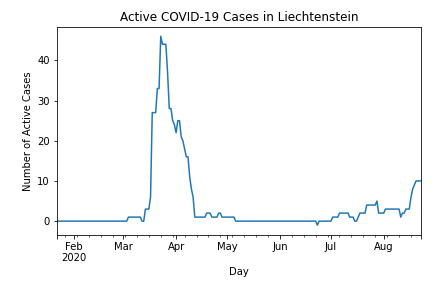 Active COVID-19 Cases in Liechtenstein
Number of Active Cases
40
30
20
10
0
Feb
2020
Mar
Apr
May
Jun
Jul
Aug
Day